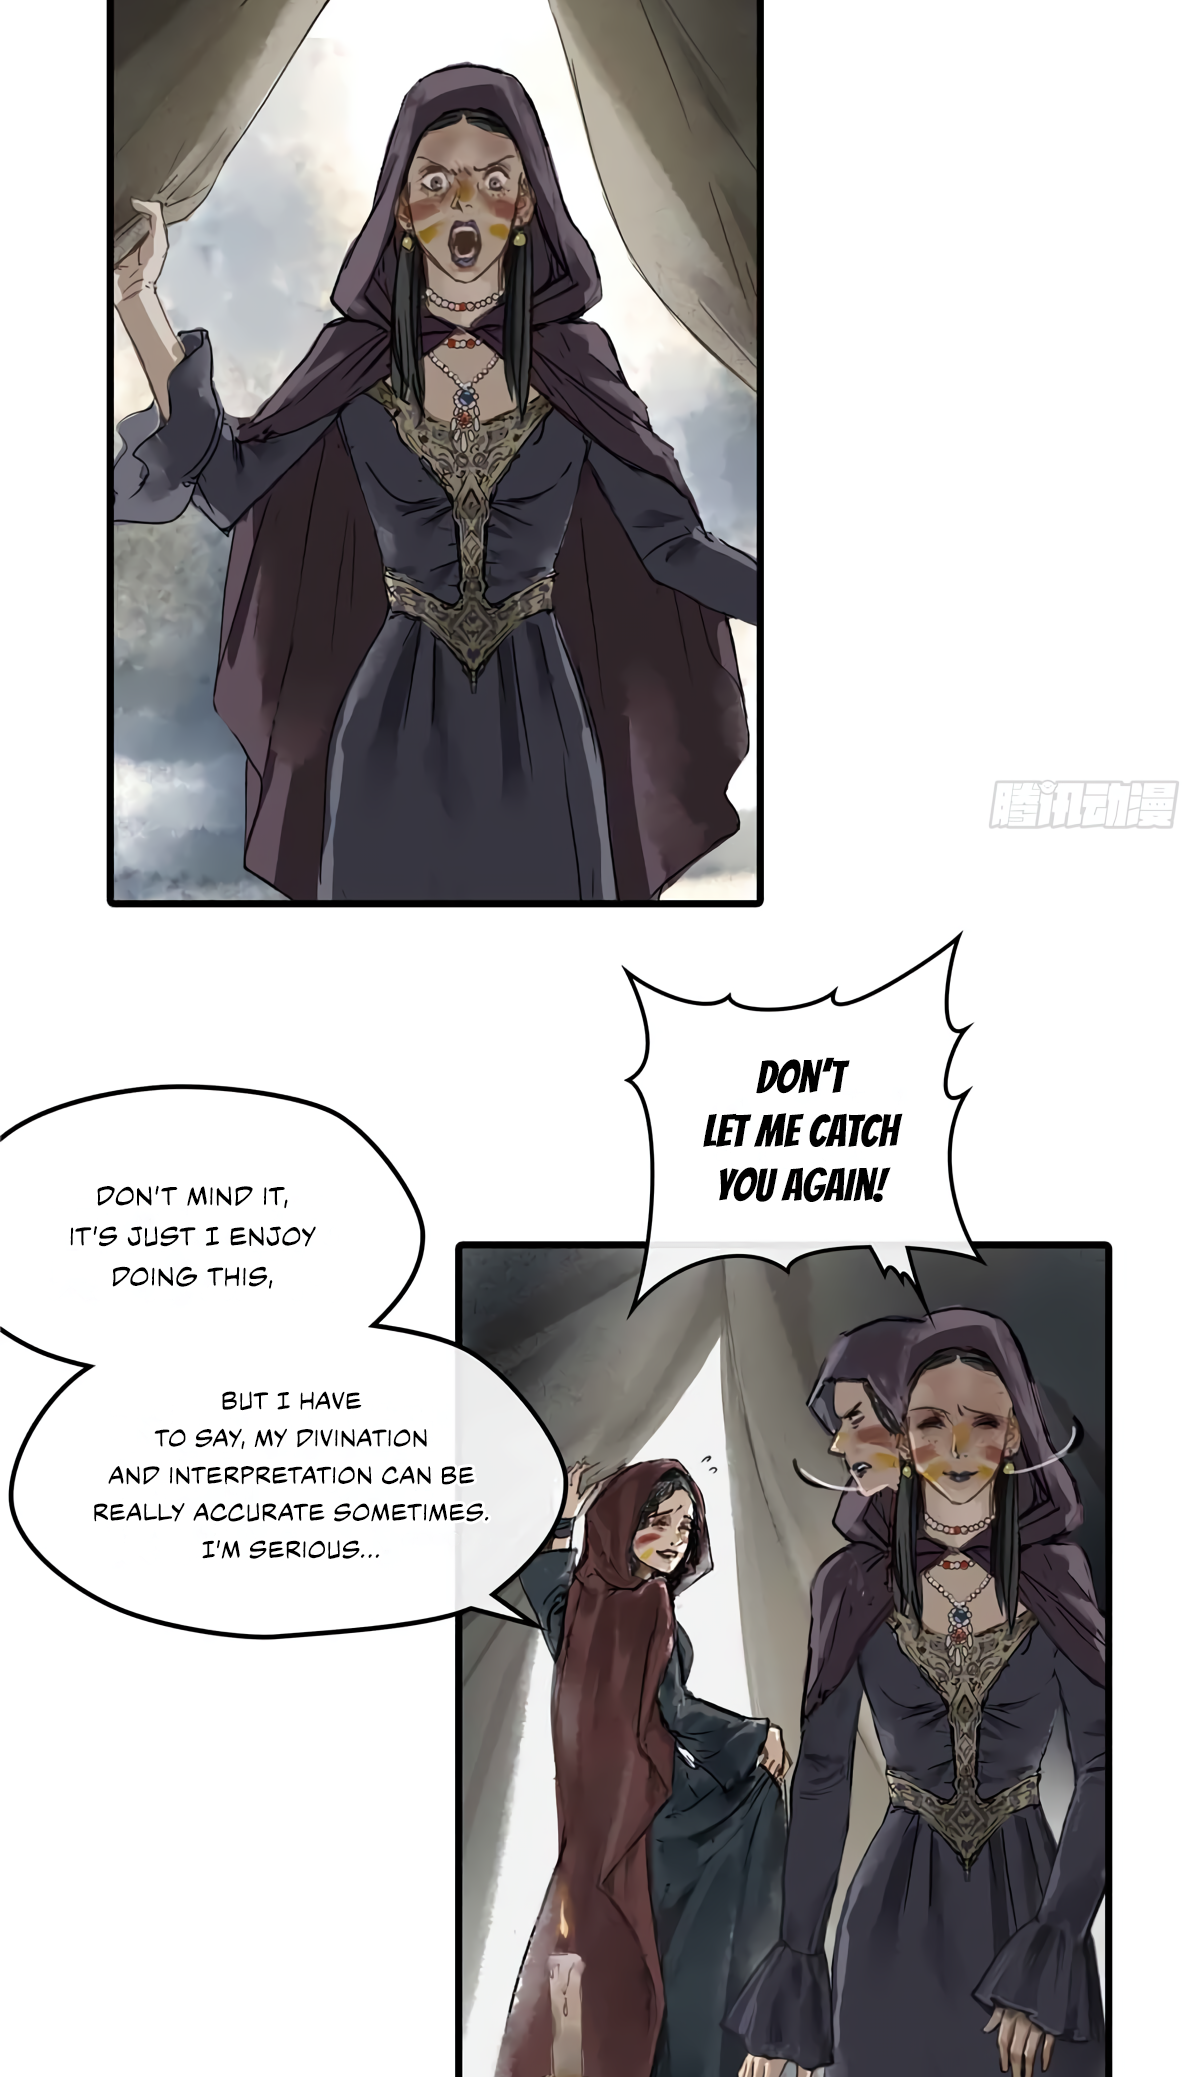 腾讯动漫
DON'T
LET ME CATCH
YOU AGAIN!
DON'T MIND IT,
IT'S JUST I ENJOY
DOING THIS,
BUT I HAVE
TO SAY, MY DIVINATION
AND INTERPRETATION CAN BE
REALLY ACCURATE SOMETIMES.
I'M SERIOUS...